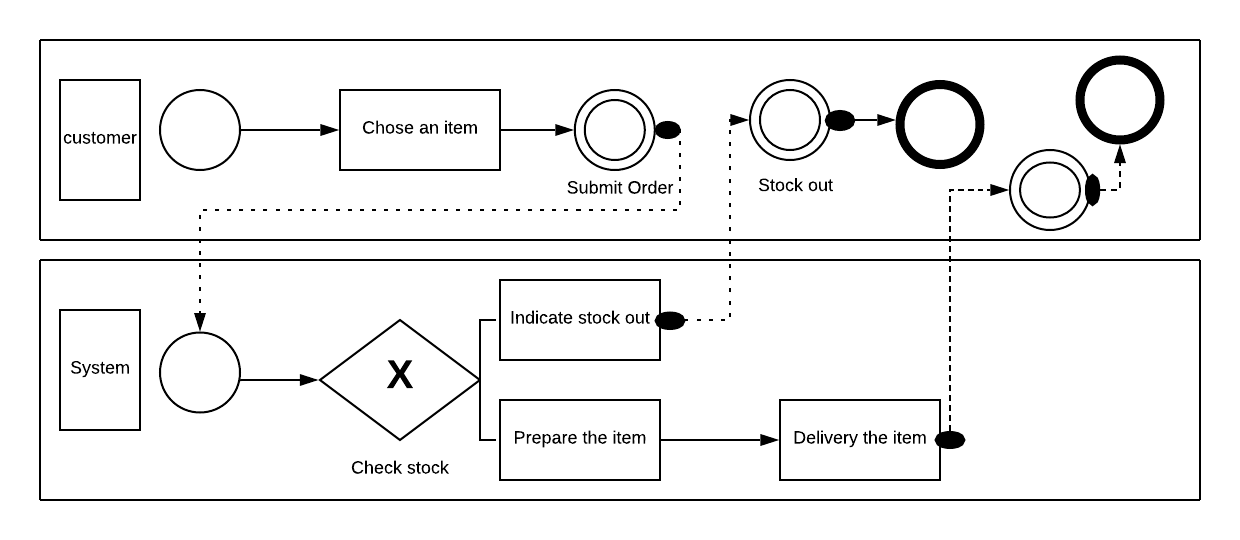 customer
Chose an item
Submit Order
Stock out
System
X
Check stock
Indicate stock out
Prepare the item
Delivery the item